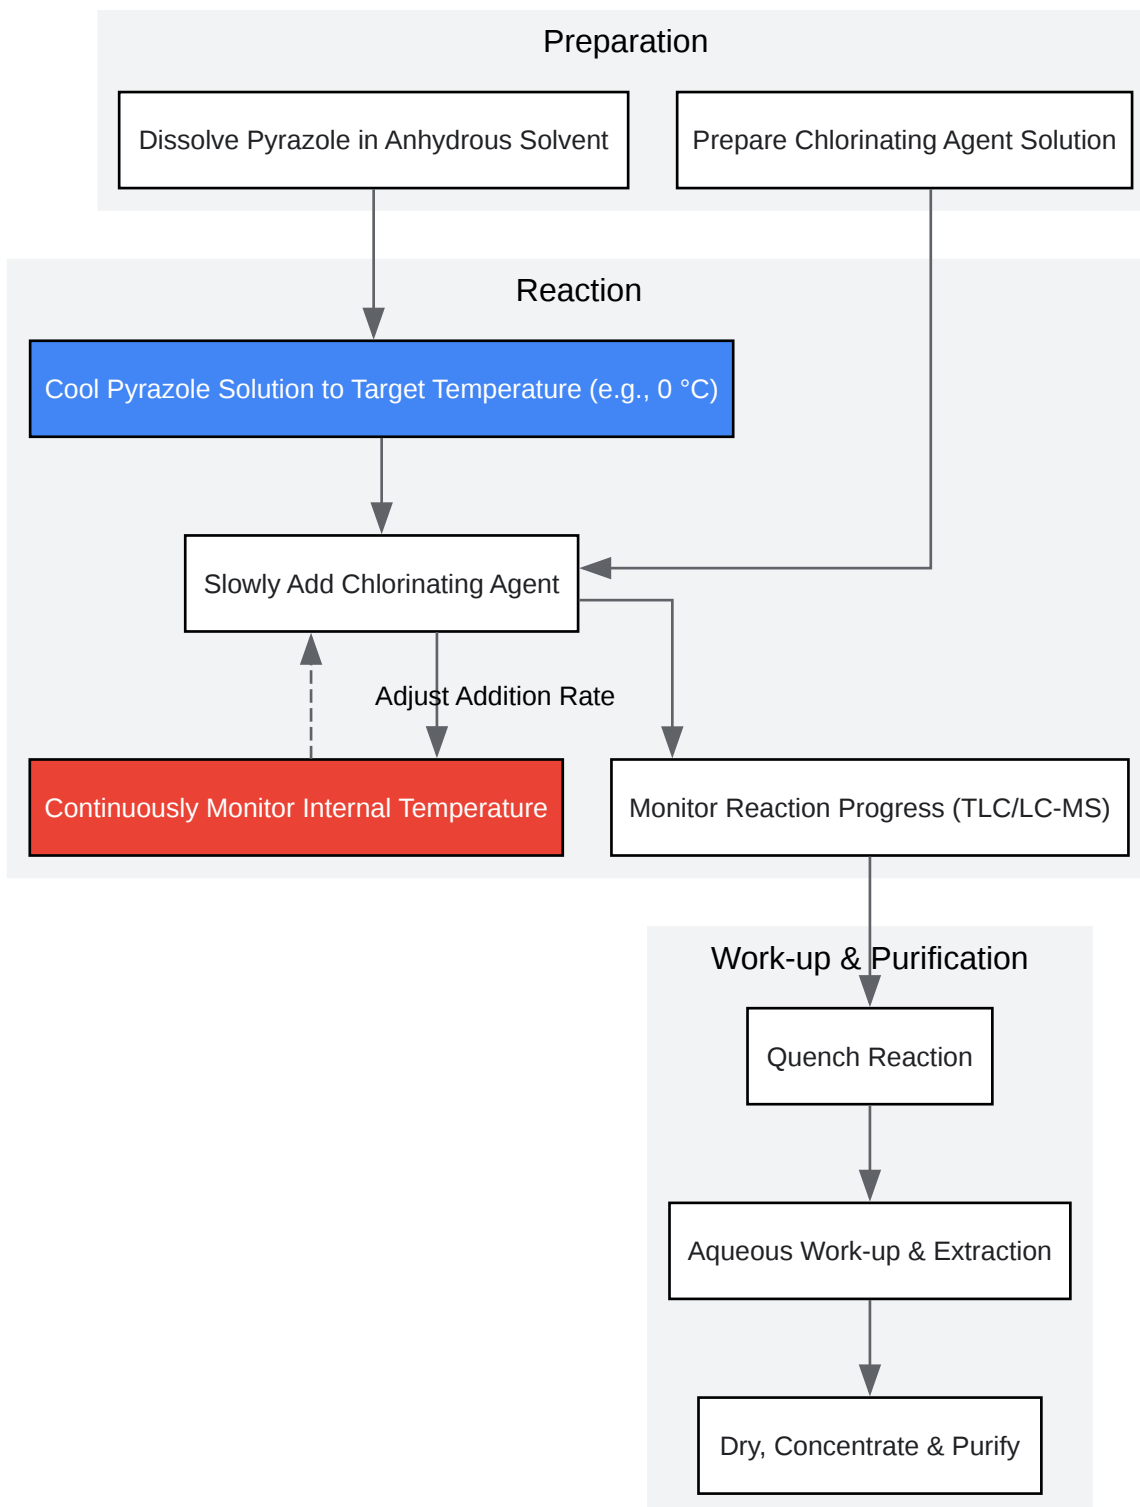 Preparation
Dissolve Pyrazole in Anhydrous Solvent
Prepare Chlorinating Agent Solution
Reaction
Cool Pyrazole Solution to Target Temperature (e.g., 0 °C)
Slowly Add Chlorinating Agent
Adjust Addition Rate
Continuously Monitor Internal Temperature
Monitor Reaction Progress (TLC/LC-MS)
Work-up & Purification
Quench Reaction
Aqueous Work-up & Extraction
Dry, Concentrate & Purify